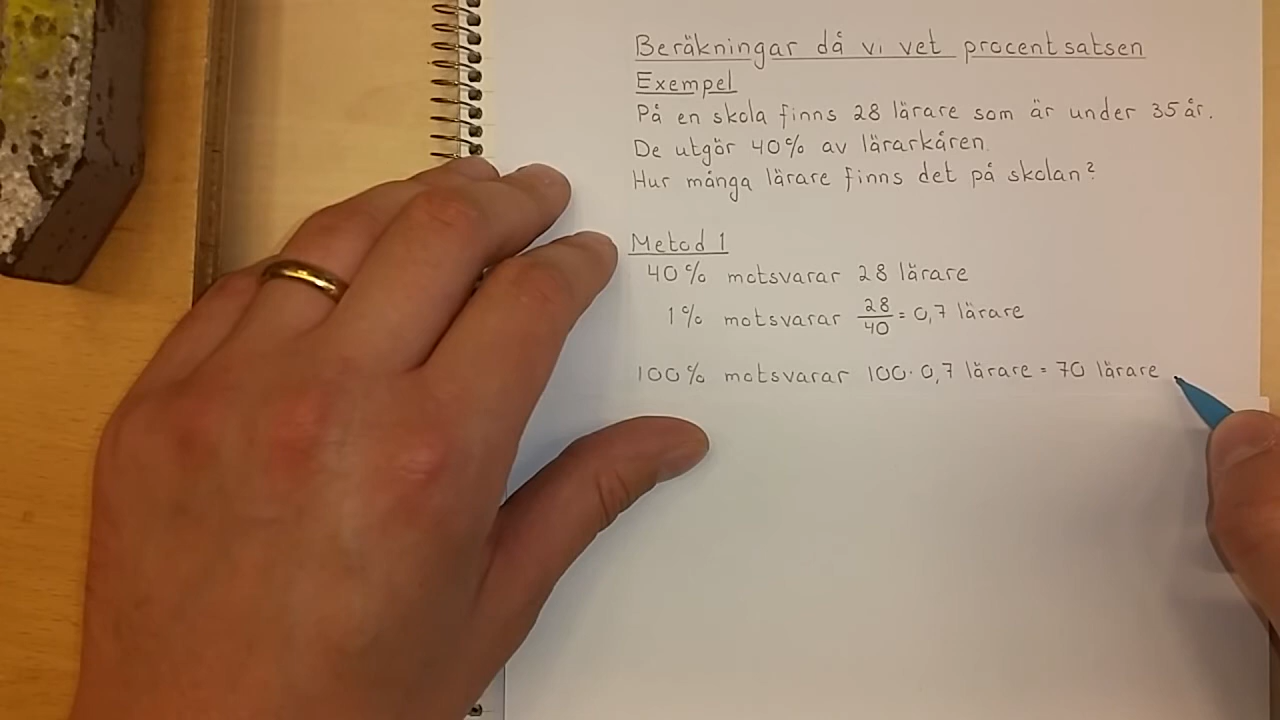 Beräkningar då vi vet procentsatsen
Exempel
På en skola finns 28 lärare som är under 35 år.
De utgör 40% av lärarkåren.
Hur många lärare finns det på skolan?
Metod 1
40% motsvarar 28 lärare
1% motsvarar 28/40 = 0,7 lärare
100% motsvarar 100·0,7 lärare = 70 lärare